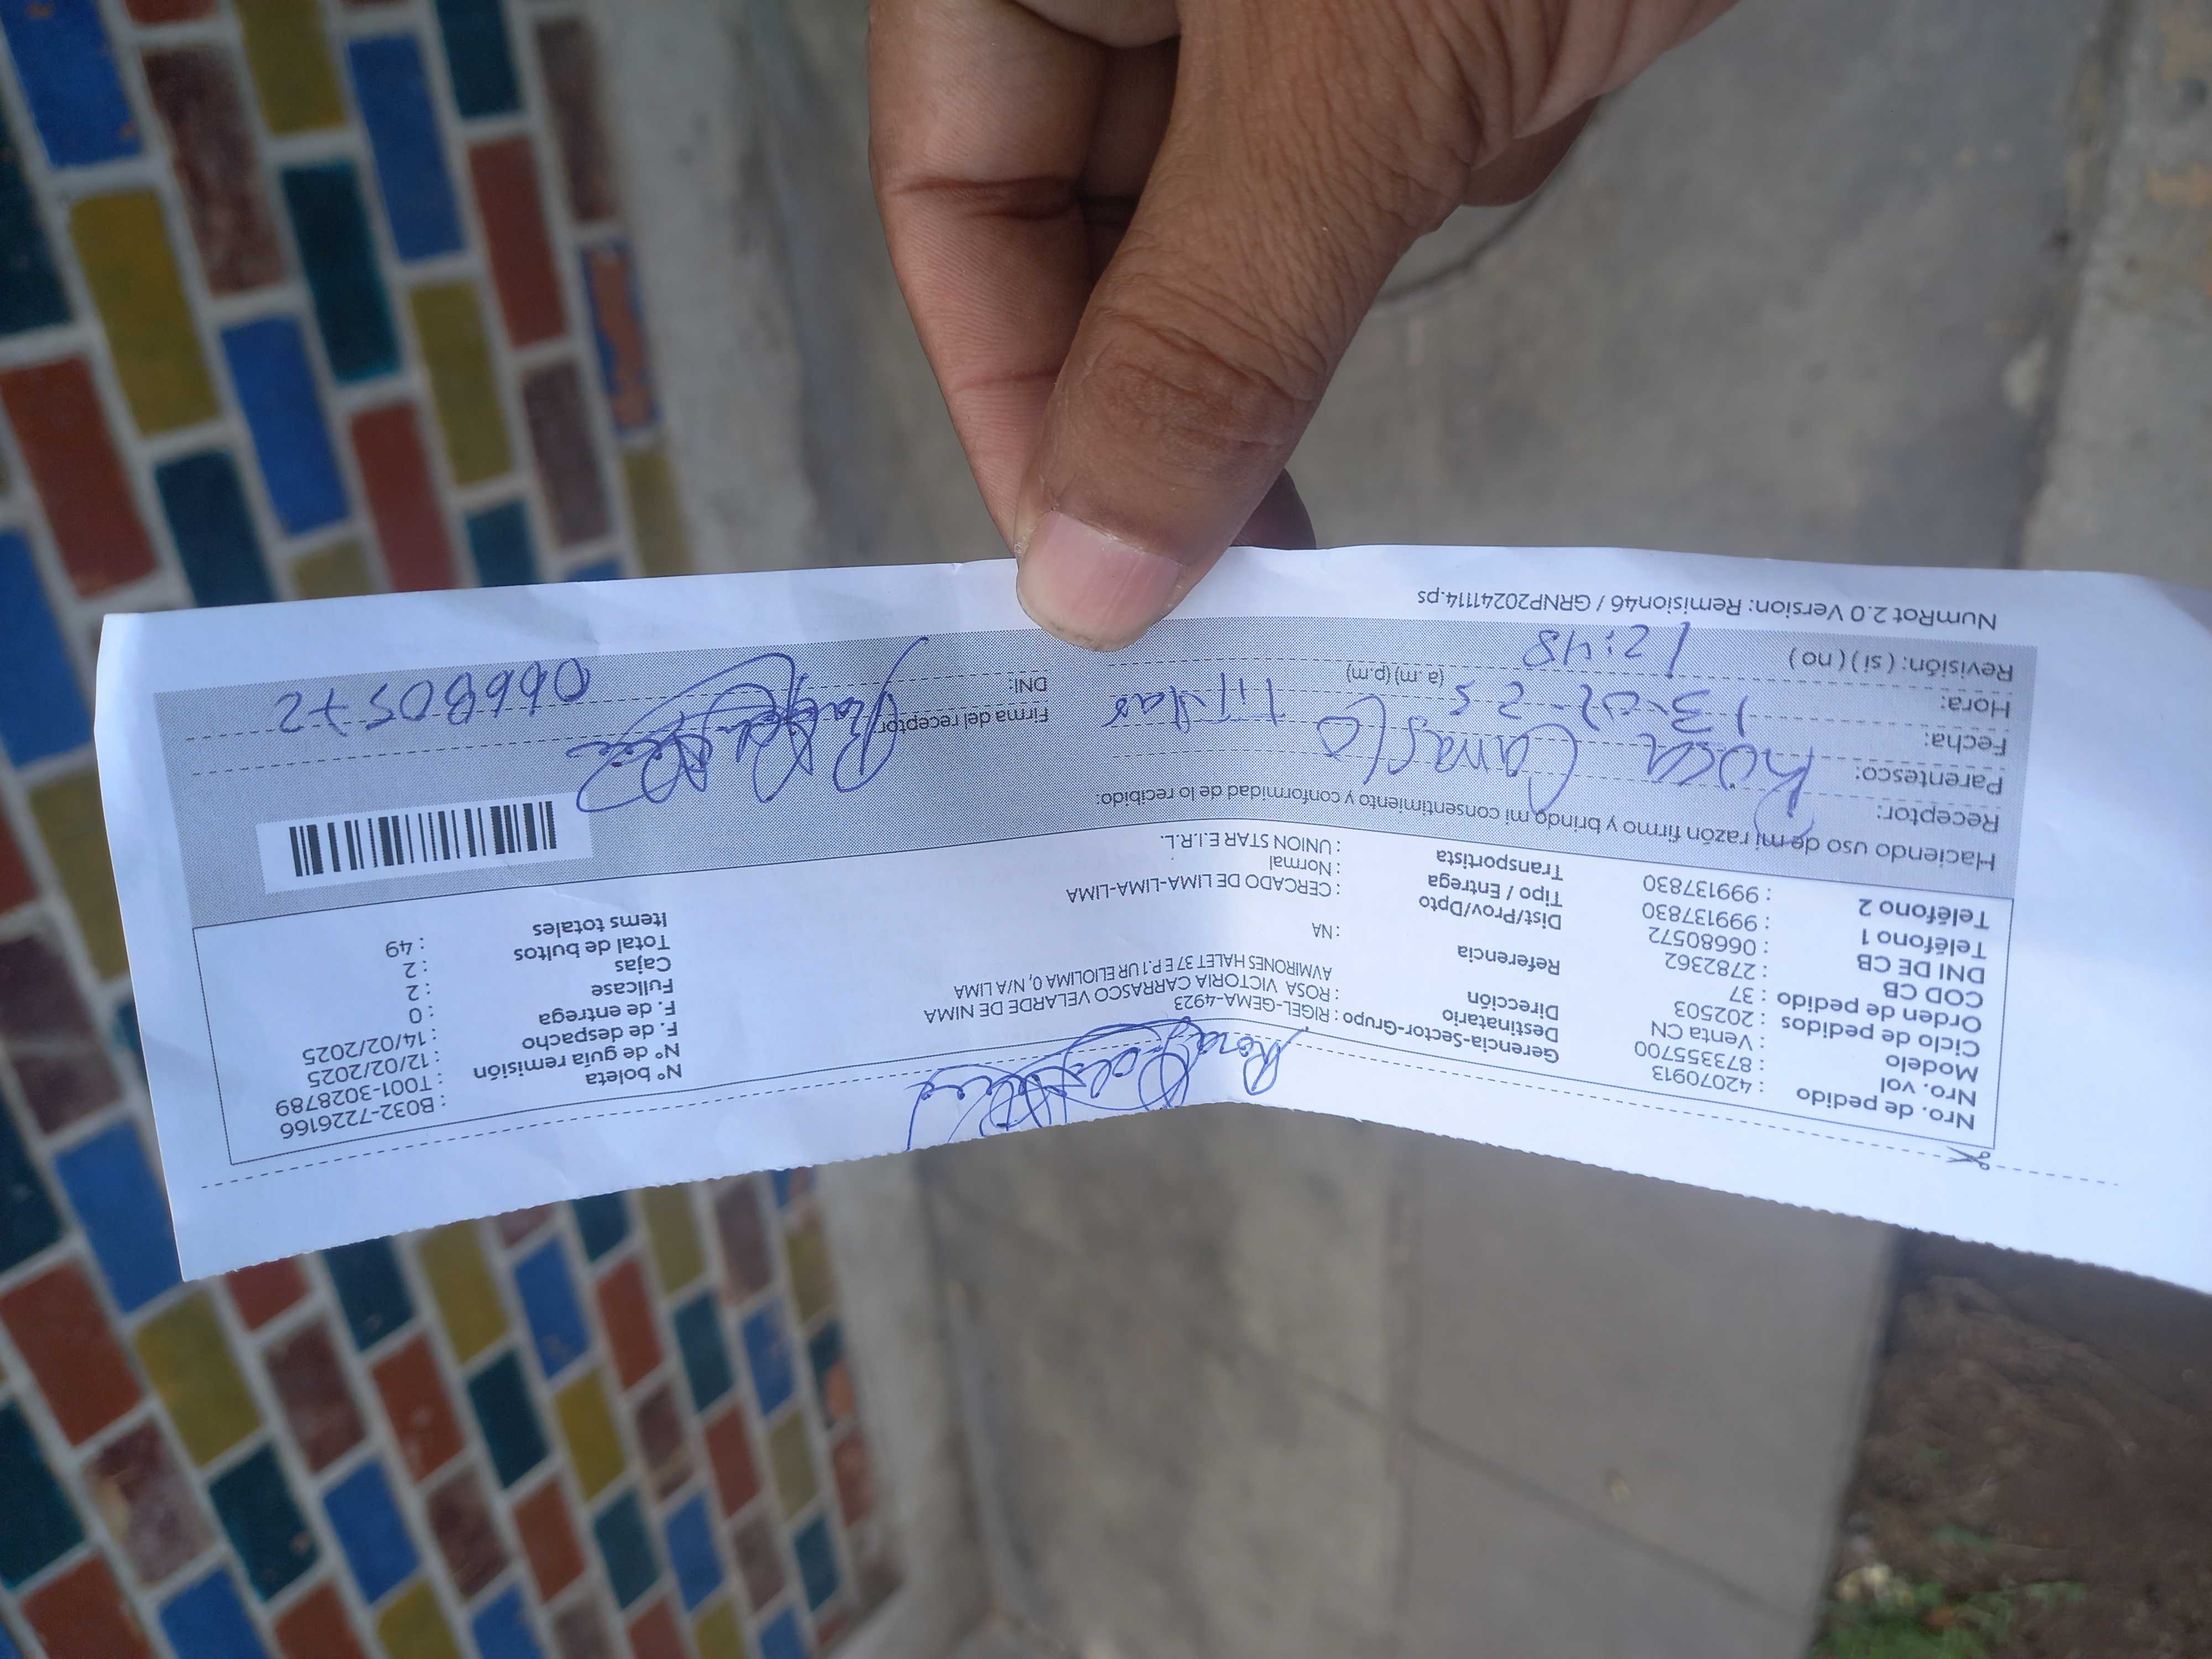 Nro. de pedido : 42070913
Nro. vol : 873355700
Modelo : Venta CN
Ciclo de pedidos : 202503
Orden de pedido : 37
COD CB : 2782362
DNI DE CB : 06680572
Teléfono 1 : 999137830
Teléfono 2 : 999137830
Gerencia-Sector-Grupo : RIGEL-GEMA-4923
Destinatario : ROSA VICTORIA CARRASCO VELARDE DE NIMA
Dirección AVMIRONES HALET 37 E P.1 UR ELIOLIMA 0, N/A LIMA
Referencia : NA
Dist/Prov/Dpto : CERCADO DE LIMA-LIMA-LIMA
Tipo / Entrega : Normal
Transportista : UNION STAR E.I.R.L.
N° boleta : B032-7226166
N° de guía remisión : T001-3028789
F. de despacho : 12/02/2025
F. de entrega : 14/02/2025
Fullcase : 0
Cajas : 2
Total de bultos : 2
Items totales : 49
Haciendo uso de mi razón firmo y brindo mi consentimiento y conformidad de lo recibido:
Receptor: Rosa Carrasco
Parentesco: Titular
Fecha: 13-02-25
Hora: 12:48 (a.m) (p.m)
Revisión: ( si ) ( no )
Firma del receptor
DNI: 06680572
NumRot 2.0 Version: Remision46 / GRNP20241114.ps